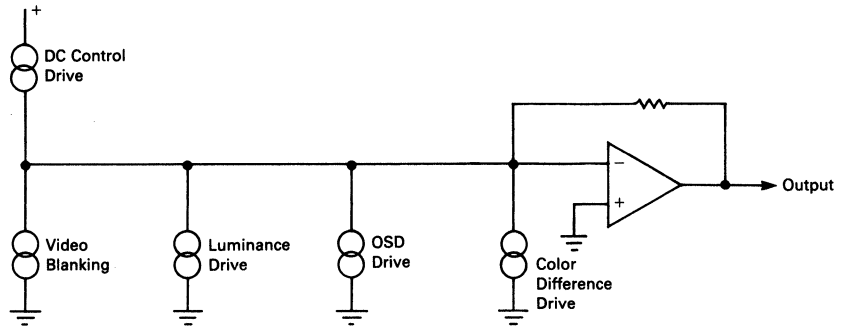 +
DC Control
Drive
−
+
Output
Video
Blanking
Luminance
Drive
OSD
Drive
Color
Difference
Drive